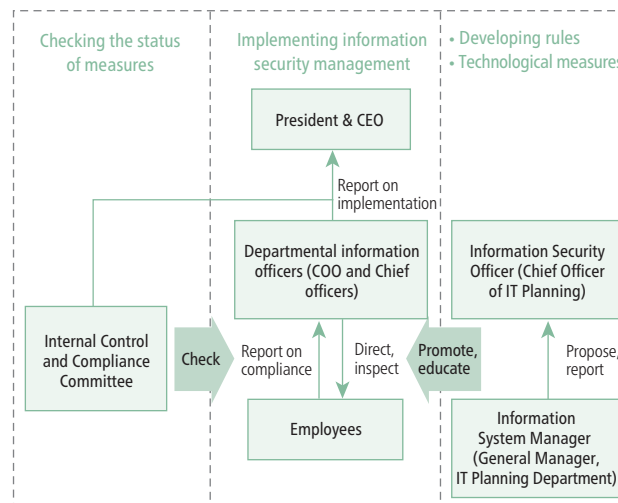 Checking the status
of measures
Implementing information
security management
• Developing rules
• Technological measures
President & CEO
Report on
implementation
Departmental information
officers (COO and Chief
officers)
Information Security
Officer (Chief Officer
of IT Planning)
Internal Control
and Compliance
Committee
Check
Report on
compliance
Direct,
inspect
Promote,
educate
Propose,
report
Employees
Information
System Manager
(General Manager,
IT Planning Department)